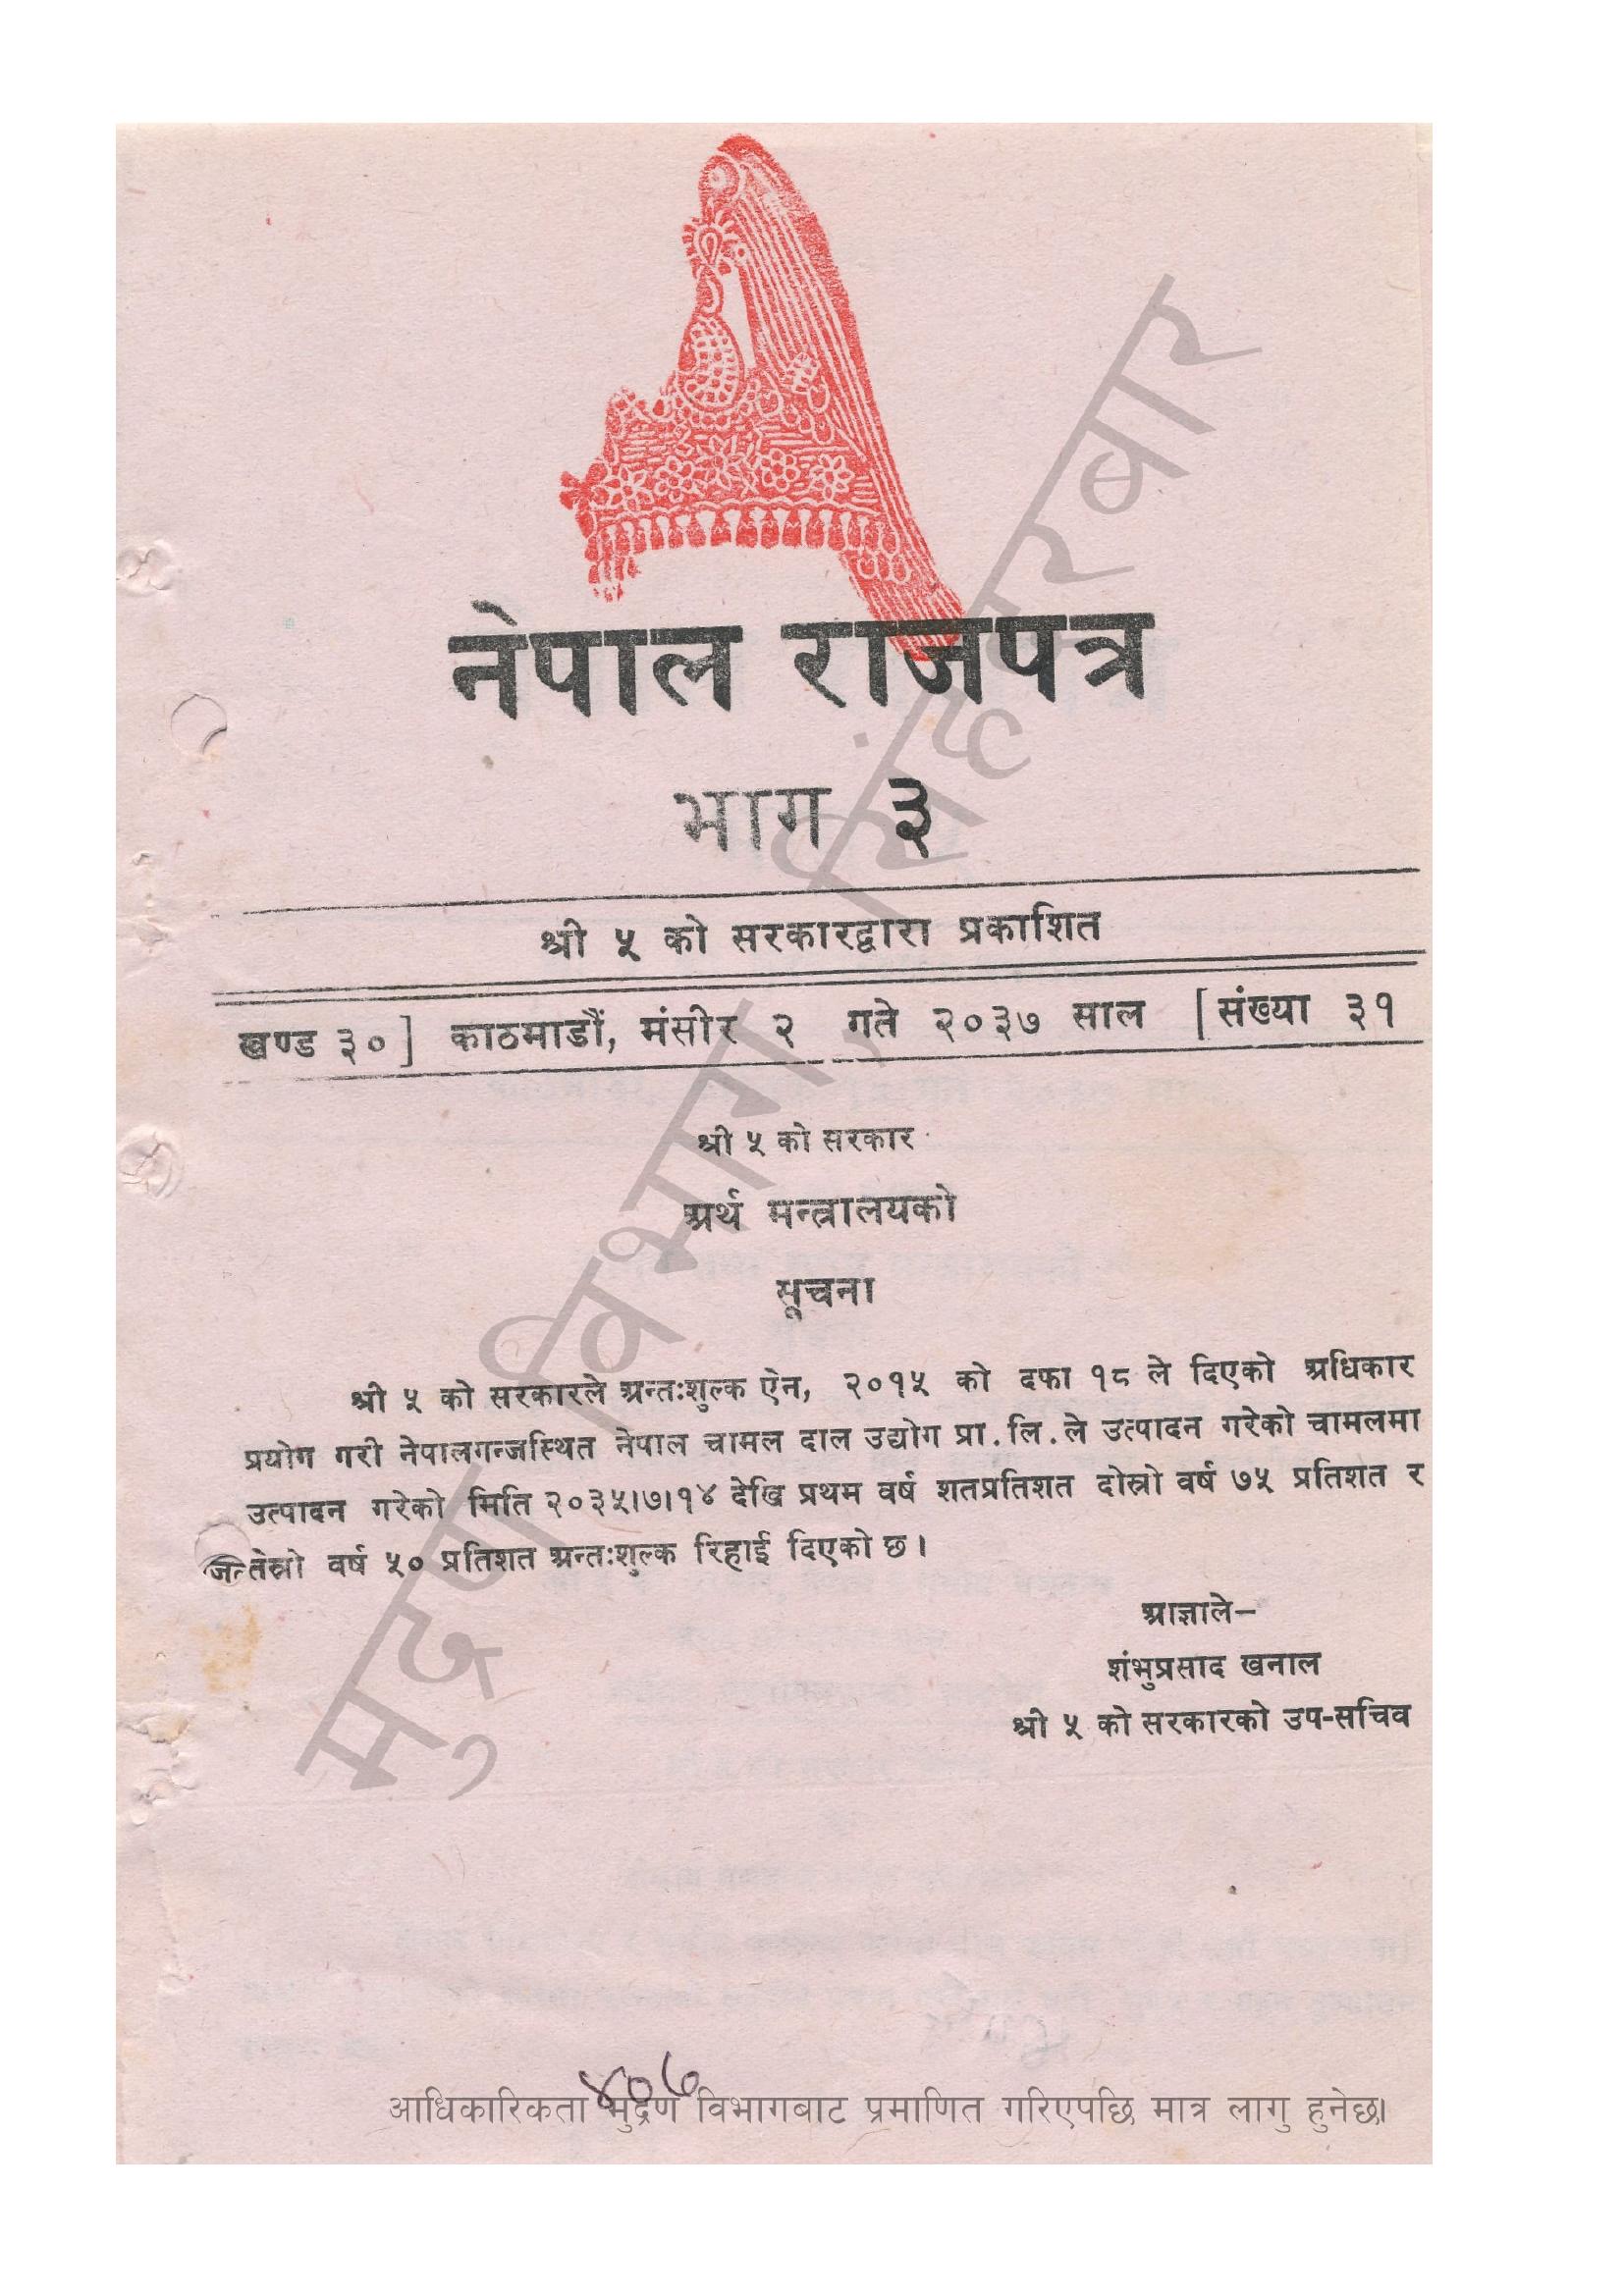 नेपाल राजपत्र
भाग ३
श्री ५ को सरकारद्वारा प्रकाशित
खण्ड ३०] काठमाडौं, मंसीर २ गते २०३७ साल [संख्या ३१
श्री ५ को सरकार
अर्थ मन्त्रालयको
सूचना
श्री ५ को सरकारले अन्तःशुल्क ऐन, २०१५ को दफा १८ ले दिएको अधिकार
प्रयोग गरी नेपालगन्जस्थित नेपाल चामल दाल उद्योग प्रा.लि.ले उत्पादन गरेको चामलमा
उत्पादन गरेको मिति २०३५।७।१४ देखि प्रथम वर्ष शतप्रतिशत दोस्रो वर्ष ७५ प्रतिशत र
तेस्रो वर्ष ५० प्रतिशत अन्तःशुल्क रिहाई दिएको छ।
आज्ञाले–
शंभुप्रसाद खनाल
श्री ५ को सरकारको उप-सचिव
४०७
आधिकारिकता मुद्रण विभागबाट प्रमाणित गरिएपछि मात्र लागु हुनेछ।
मुद्रण विभाग, सिंहदरवार